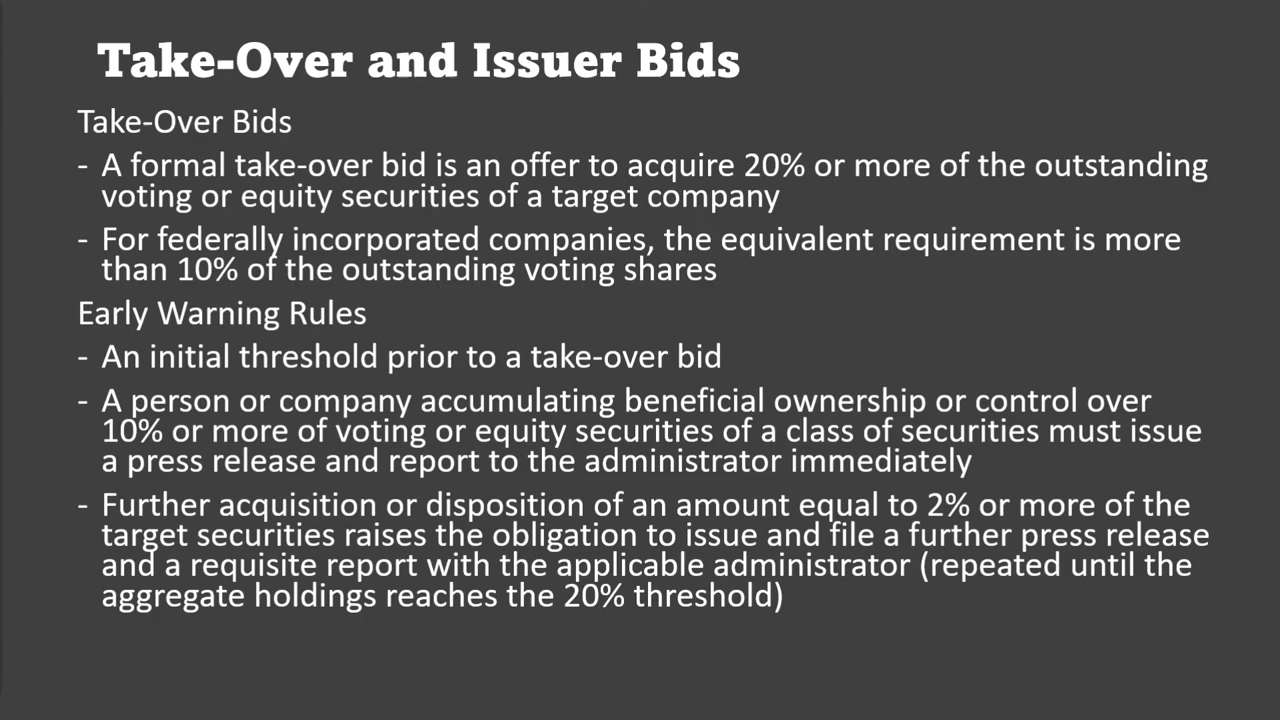 Take-Over and Issuer Bids
Take-Over Bids
- A formal take-over bid is an offer to acquire 20% or more of the outstanding
voting or equity securities of a target company
- For federally incorporated companies, the equivalent requirement is more
than 10% of the outstanding voting shares
Early Warning Rules
- An initial threshold prior to a take-over bid
- A person or company accumulating beneficial ownership or control over
10% or more of voting or equity securities of a class of securities must issue
a press release and report to the administrator immediately
- Further acquisition or disposition of an amount equal to 2% or more of the
target securities raises the obligation to issue and file a further press release
and a requisite report with the applicable administrator (repeated until the
aggregate holdings reaches the 20% threshold)